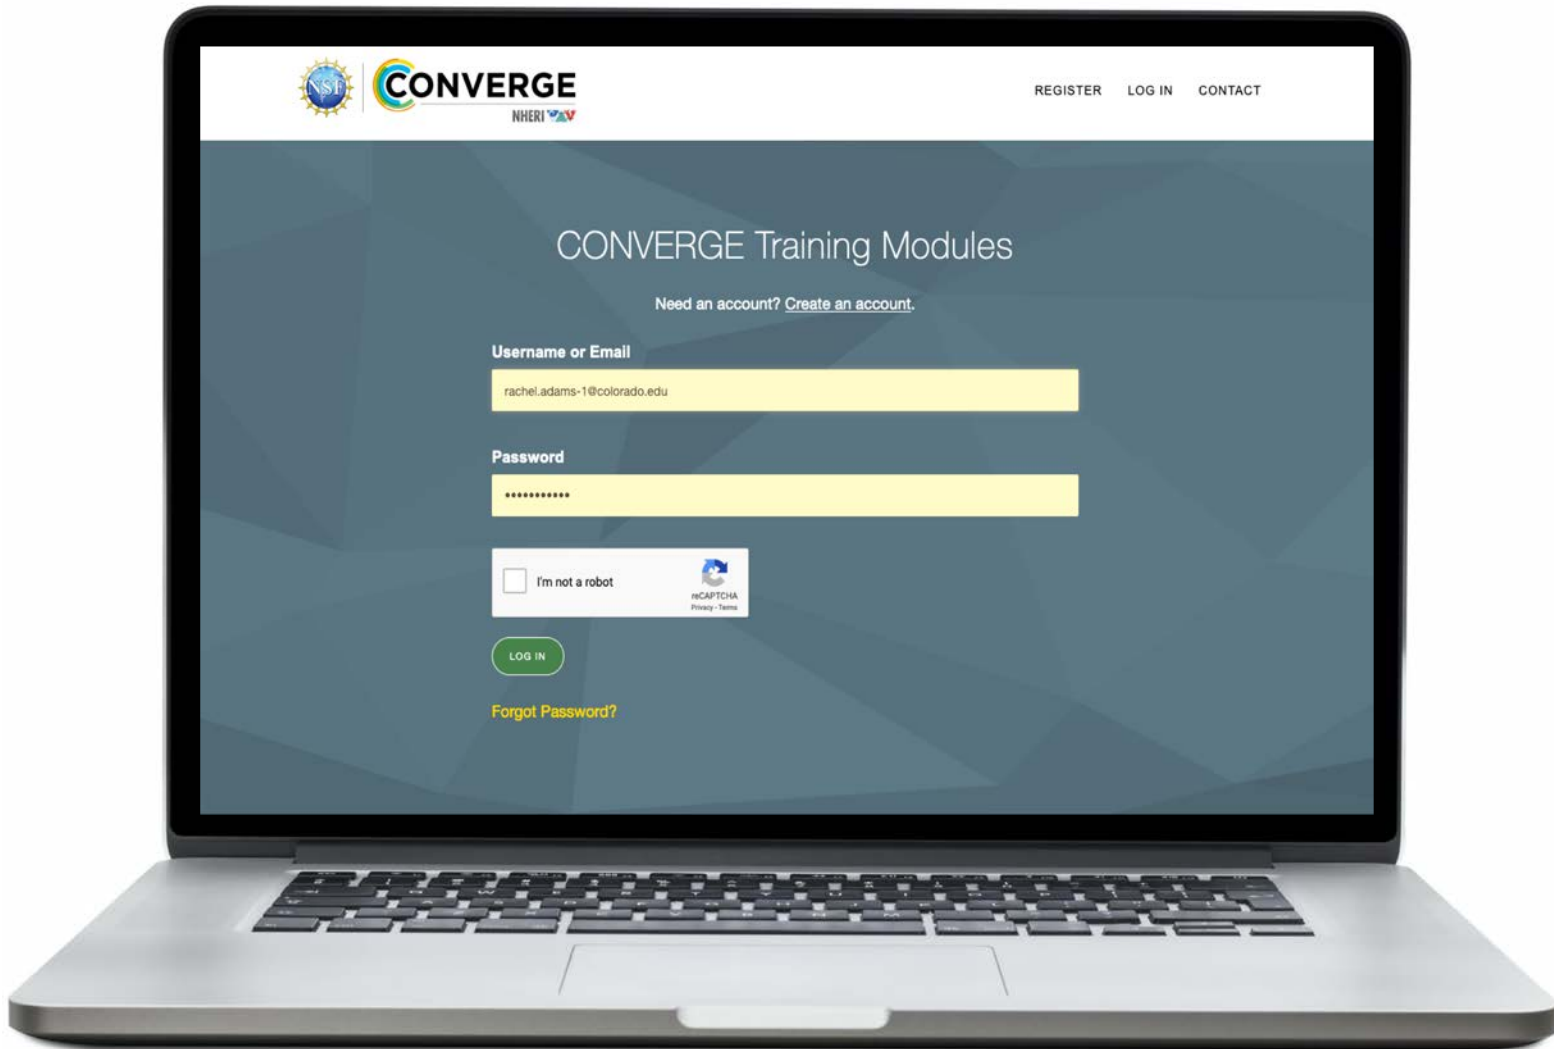 NSF
CONVERGE
NHERI
REGISTER LOG IN CONTACT
CONVERGE Training Modules
Need an account? Create an account.
Username or Email
rachel.adams-1@colorado.edu
Password
•••••••••••
I'm not a robot
reCAPTCHA
Privacy - Terms
LOG IN
Forgot Password?